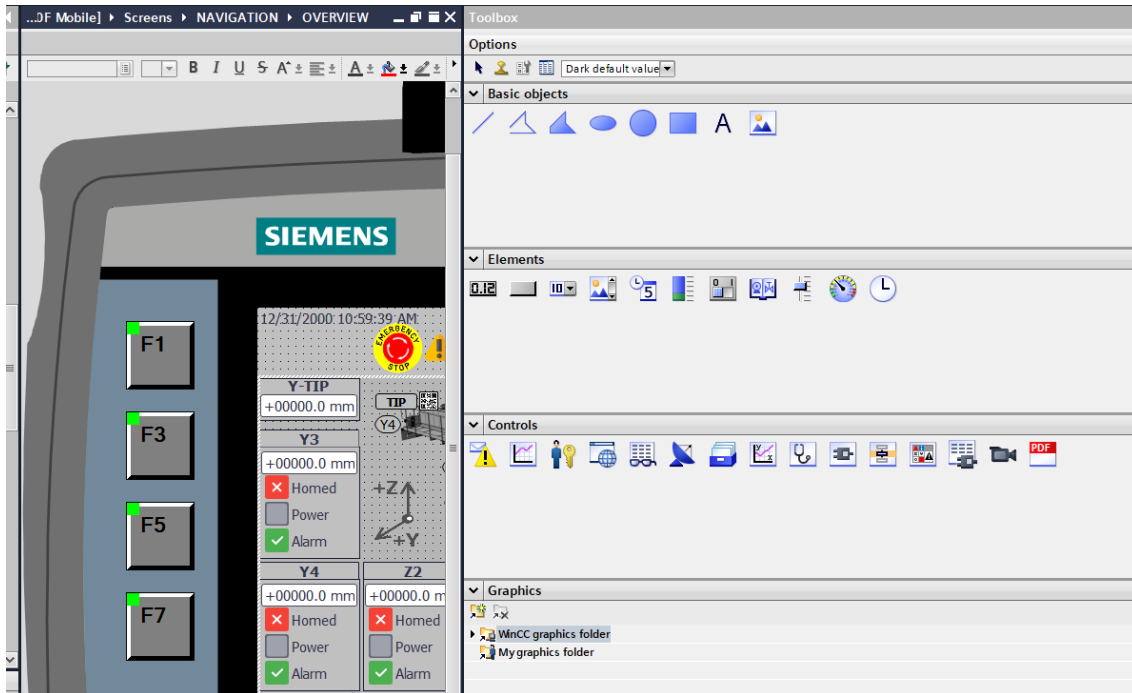 ...OF Mobile] ▸ Screens ▸ NAVIGATION ▸ OVERVIEW
Toolbox
Options
B I U S A A
Dark default value
Basic objects
A
SIEMENS
Elements
0.12
10
5
12/31/2000 10:59:39 AM
EMERGENCY
STOP
F1
Y-TIP
+00000.0 mm
TIP
Y4
F3
Y3
+00000.0 mm
Homed
Power
Alarm
+Z
+Y
Controls
PDF
F5
Y4
Z2
+00000.0 mm
+00000.0 m
Homed
Homed
Power
Power
Alarm
Alarm
F7
Graphics
WinCC graphics folder
My graphics folder